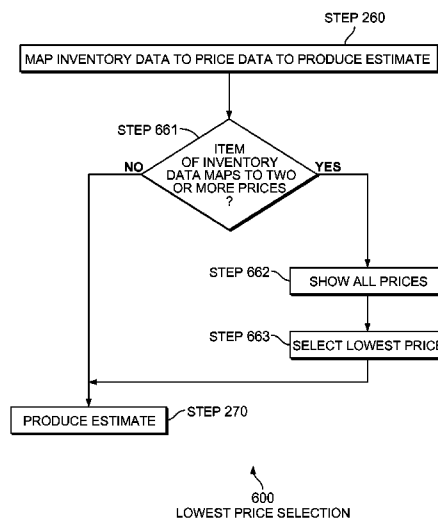 STEP 260
MAP INVENTORY DATA TO PRICE DATA TO PRODUCE ESTIMATE
STEP 661
ITEM
OF INVENTORY
DATA MAPS TO TWO
OR MORE PRICES
?
NO
YES
STEP 662
SHOW ALL PRICES
STEP 663
SELECT LOWEST PRICE
PRODUCE ESTIMATE
STEP 270
600
LOWEST PRICE SELECTION